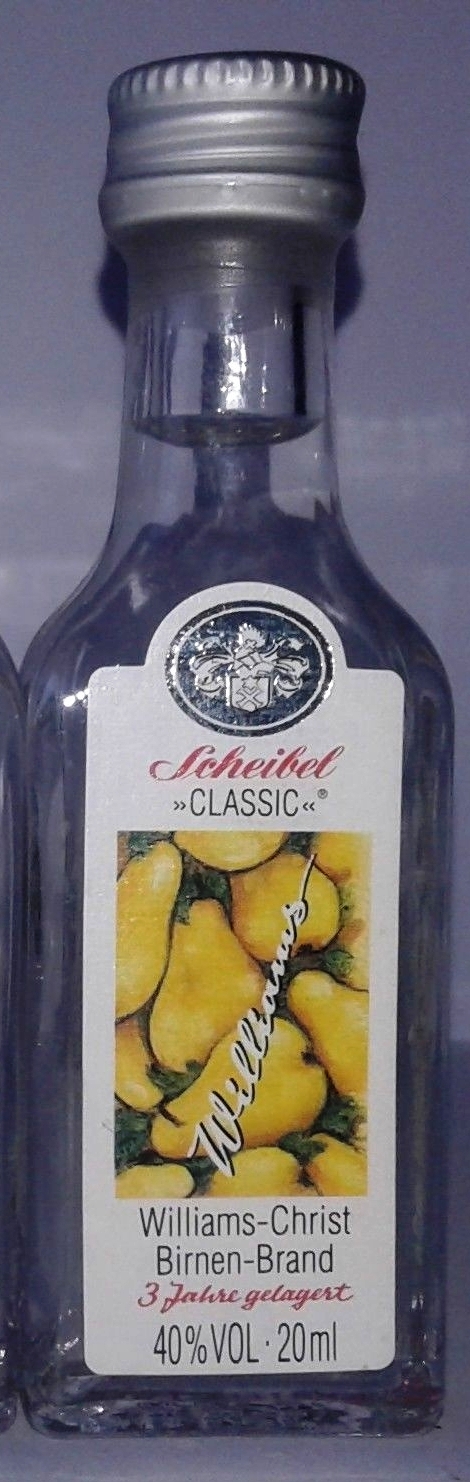 Scheibel
»CLASSIC«®
Williams
Williams-Christ
Birnen-Brand
3 Jahre gelagert
40%VOL·20ml